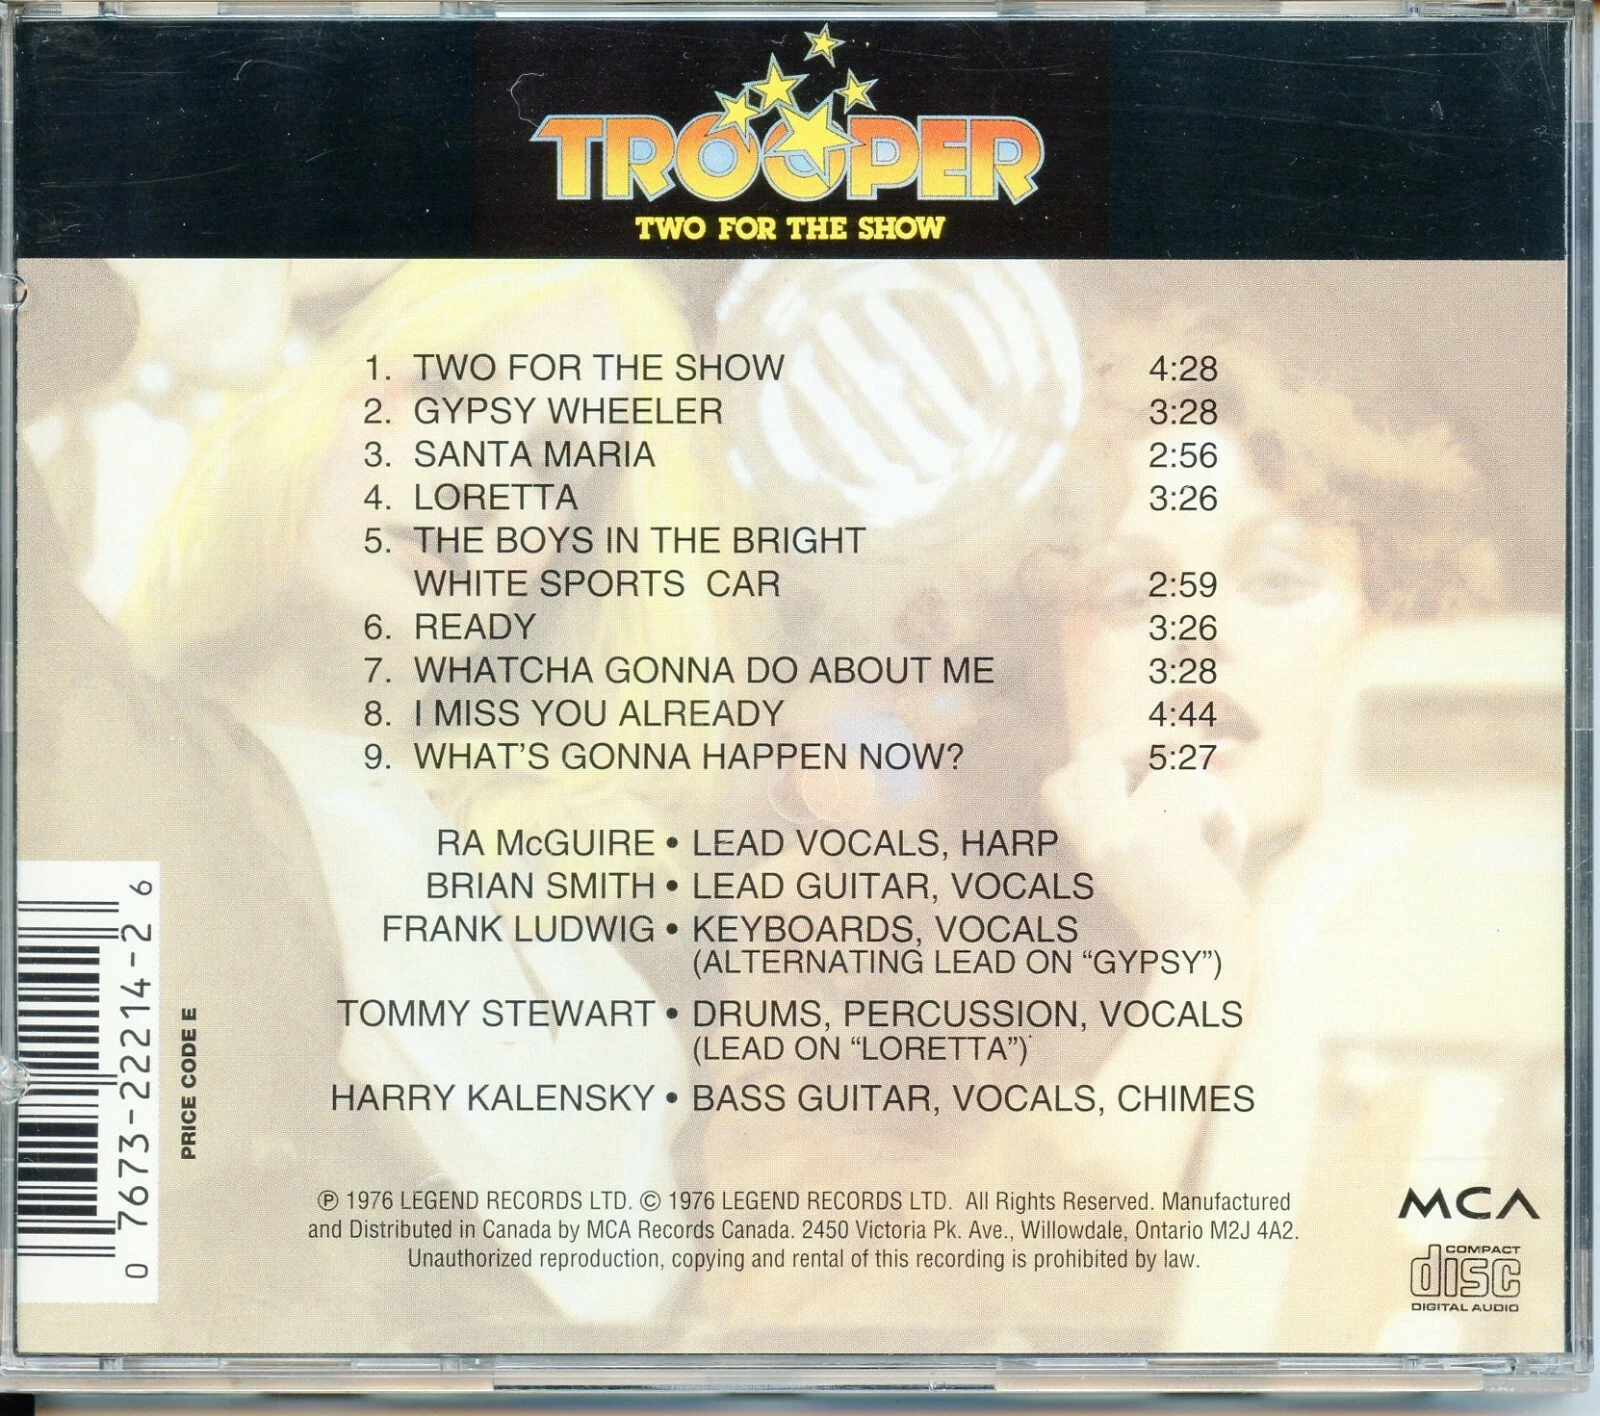 TROOPER
TWO FOR THE SHOW
1. TWO FOR THE SHOW 4:28
2. GYPSY WHEELER 3:28
3. SANTA MARIA 2:56
4. LORETTA 3:26
5. THE BOYS IN THE BRIGHT
WHITE SPORTS CAR 2:59
6. READY 3:26
7. WHATCHA GONNA DO ABOUT ME 3:28
8. I MISS YOU ALREADY 4:44
9. WHAT'S GONNA HAPPEN NOW? 5:27
RA McGUIRE • LEAD VOCALS, HARP
BRIAN SMITH • LEAD GUITAR, VOCALS
FRANK LUDWIG • KEYBOARDS, VOCALS
(ALTERNATING LEAD ON “GYPSY”)
TOMMY STEWART • DRUMS, PERCUSSION, VOCALS
(LEAD ON “LORETTA”)
HARRY KALENSKY • BASS GUITAR, VOCALS, CHIMES
℗ 1976 LEGEND RECORDS LTD. © 1976 LEGEND RECORDS LTD. All Rights Reserved. Manufactured
and Distributed in Canada by MCA Records Canada. 2450 Victoria Pk. Ave., Willowdale, Ontario M2J 4A2.
Unauthorized reproduction, copying and rental of this recording is prohibited by law.
0 7673-22214-2 6
PRICE CODE E
MCA
COMPACT
disc
DIGITAL AUDIO